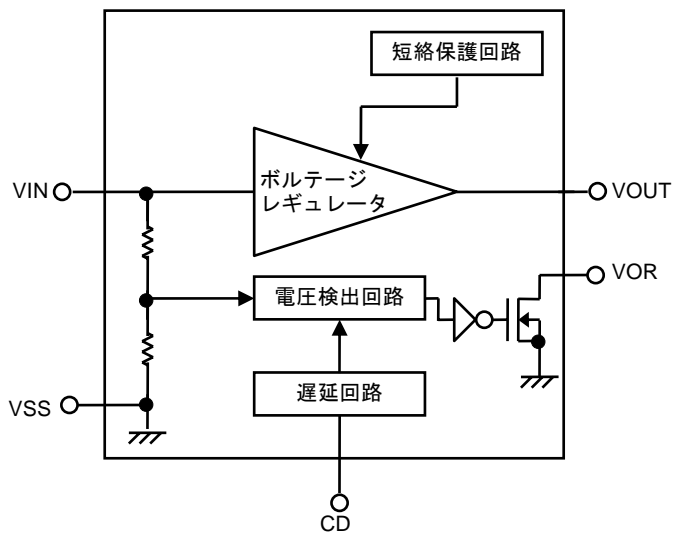 短絡保護回路
ボルテージ
レギュレータ
VIN
VOUT
VOR
電圧検出回路
遅延回路
VSS
CD